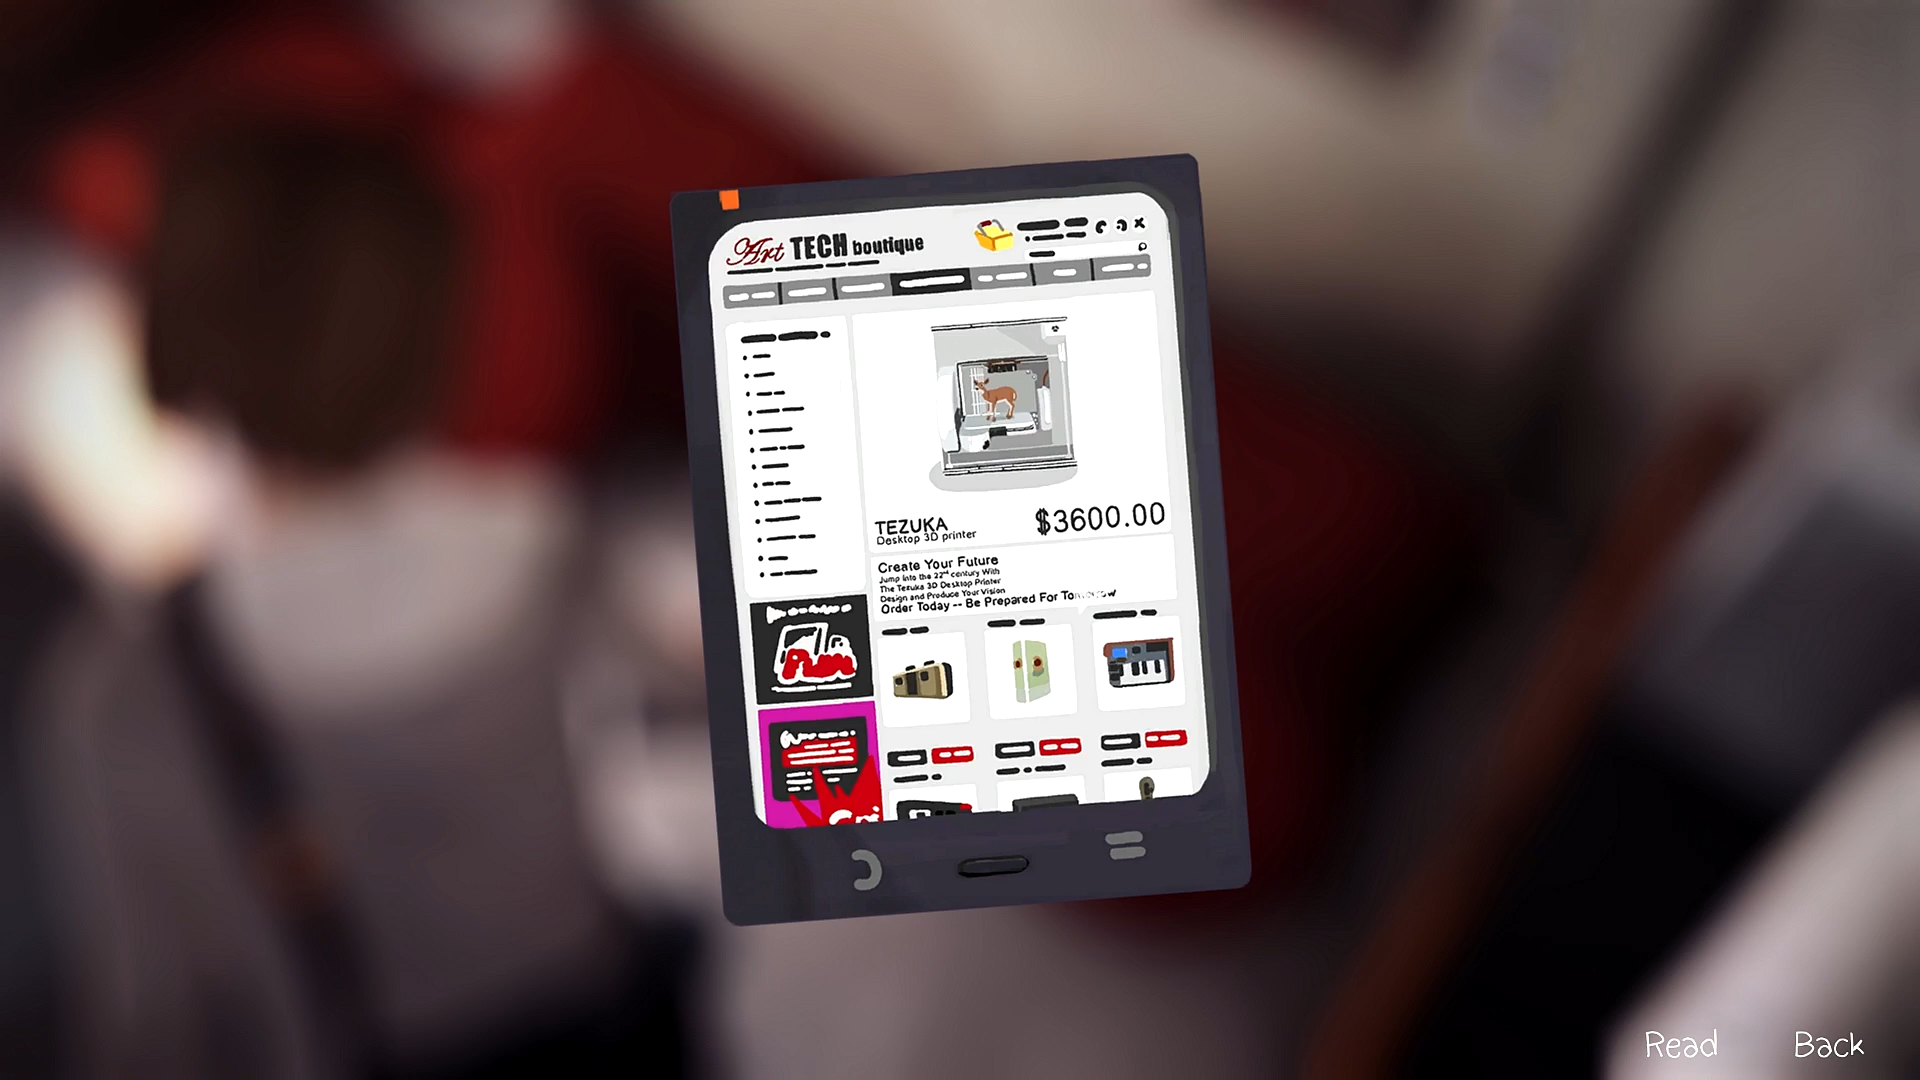 Art TECH boutique
TEZUKA
Desktop 3D printer
$3600.00
Create Your Future
Jump into the 22nd century With
The Tezuka 3D Desktop Printer
Design and Produce Your Vision
Order Today -- Be Prepared For Tomorrow
Read
Back